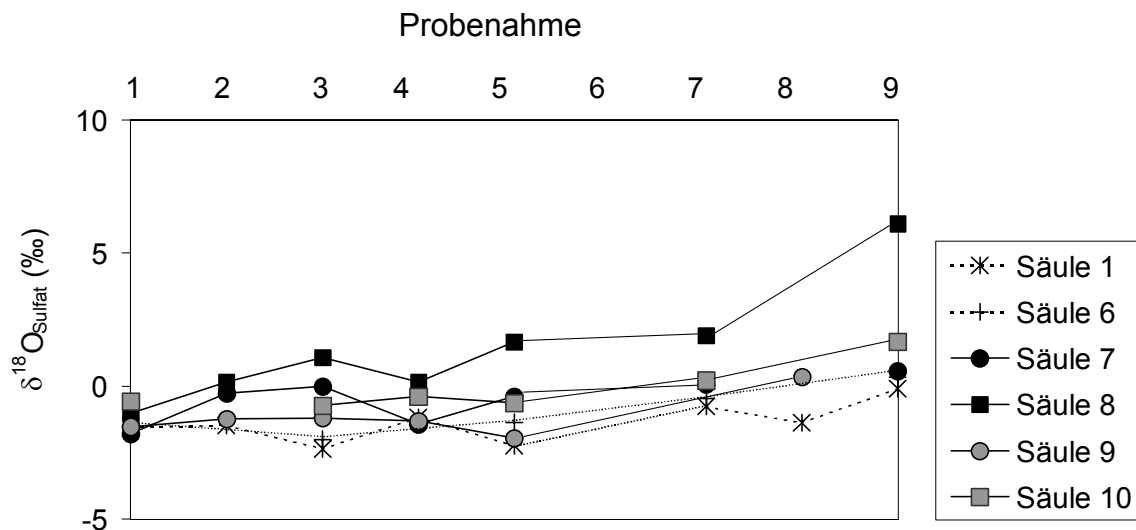 Probenahme
1 2 3 4 5 6 7 8 9
10
5
0
-5
δ18OSulfat (‰)
Säule 1
Säule 6
Säule 7
Säule 8
Säule 9
Säule 10